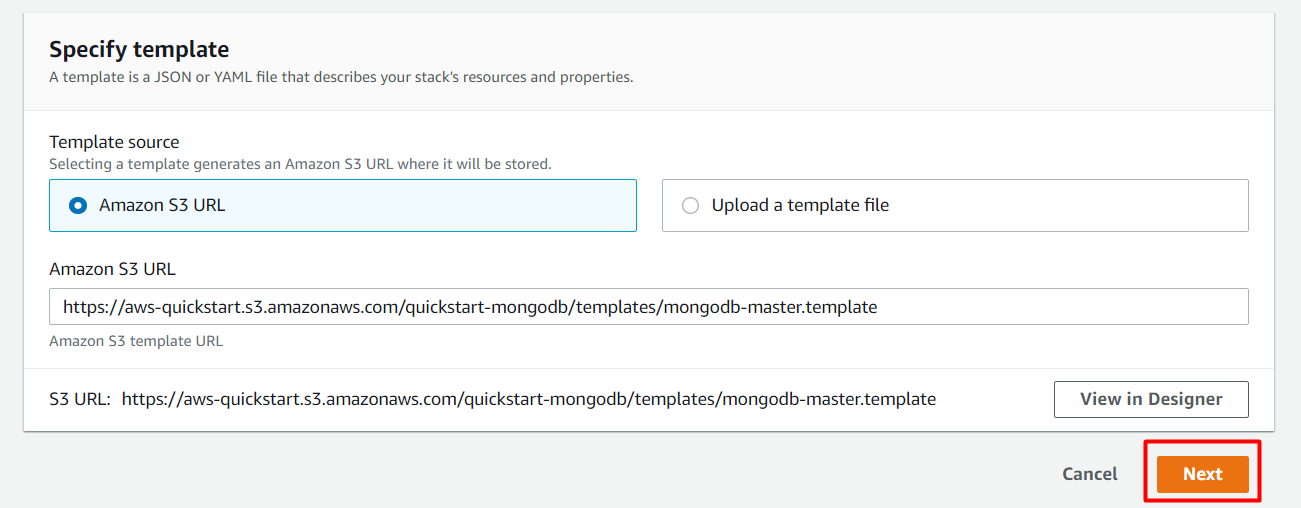 Specify template
A template is a JSON or YAML file that describes your stack's resources and properties.
Template source
Selecting a template generates an Amazon S3 URL where it will be stored.
Amazon S3 URL
Upload a template file
Amazon S3 URL
https://aws-quickstart.s3.amazonaws.com/quickstart-mongodb/templates/mongodb-master.template
Amazon S3 template URL
S3 URL: https://aws-quickstart.s3.amazonaws.com/quickstart-mongodb/templates/mongodb-master.template
View in Designer
Cancel
Next